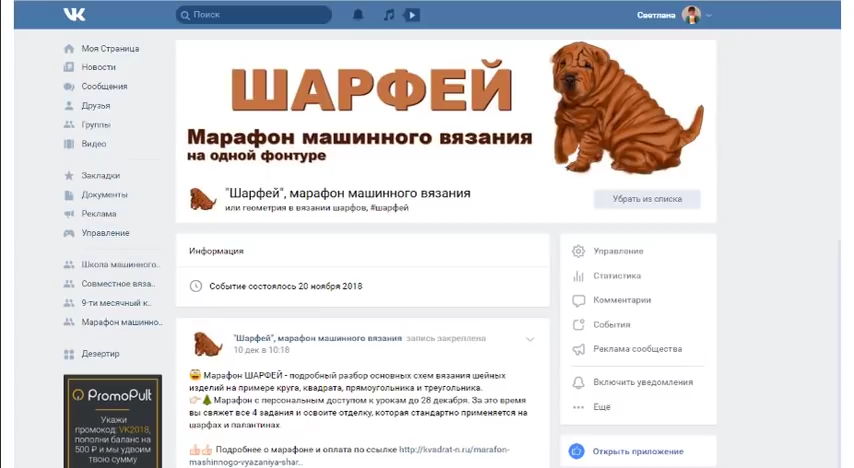 Поиск
Светлана
Моя Страница
Новости
Сообщения
Друзья
Группы
Видео
Закладки
Документы
Реклама
Управление
Школа машинного..
Совместное вяза..
9-ти месячный к..
Марафон машинно..
Дезертир
PromoPult
Укажи
промокод: VK2018,
пополни баланс на
500 ₽ и мы удвоим
твою сумму
ШАРФЕЙ
Марафон машинного вязания
на одной фонтуре
"Шарфей", марафон машинного вязания
или геометрия в вязании шарфов, #шарфей
Убрать из списка
Информация
Событие состоялось 20 ноября 2018
"Шарфей", марафон машинного вязания запись закреплена
10 дек в 10:18
Марафон ШАРФЕЙ - подробный разбор основных схем вязания шейных
изделий на примере круга, квадрата, прямоугольника и треугольника.
Марафон с персональным доступом к урокам до 28 декабря. За это время
вы свяжет все 4 задания и освоите отделку, которая стандартно применяется на
шарфах и палантинах.
Подробнее о марафоне и оплата по ссылке http://kvadrat-n.ru/marafon-
mashinnogo-vyazaniya-shar..
Управление
Статистика
Комментарии
События
Реклама сообщества
Включить уведомления
Ещё
Открыть приложение